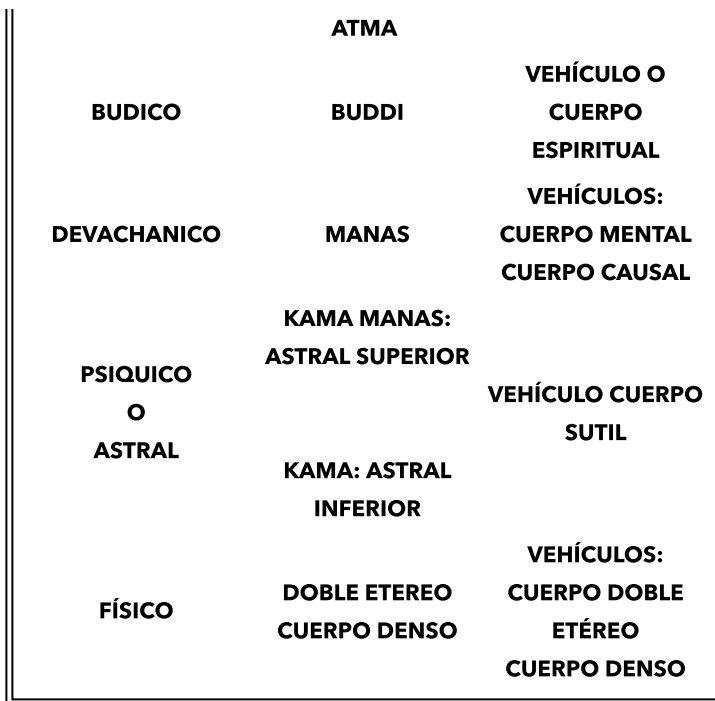 ATMA
BUDICO
BUDDI
VEHÍCULO O
CUERPO
ESPIRITUAL
DEVACHANICO
MANAS
VEHÍCULOS:
CUERPO MENTAL
CUERPO CAUSAL
PSIQUICO
O
ASTRAL
KAMA MANAS:
ASTRAL SUPERIOR
KAMA: ASTRAL
INFERIOR
VEHÍCULO CUERPO
SUTIL
FÍSICO
DOBLE ETEREO
CUERPO DENSO
VEHÍCULOS:
CUERPO DOBLE
ETÉREO
CUERPO DENSO